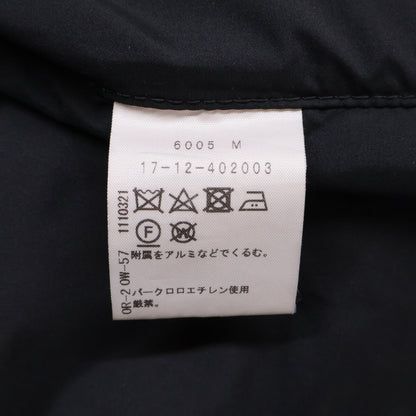 6005 M
17-12-402003
F
W
附属をアルミなどでくるむ。
パークロロエチレン使用
厳禁。
OR-2 OW-57 1110321